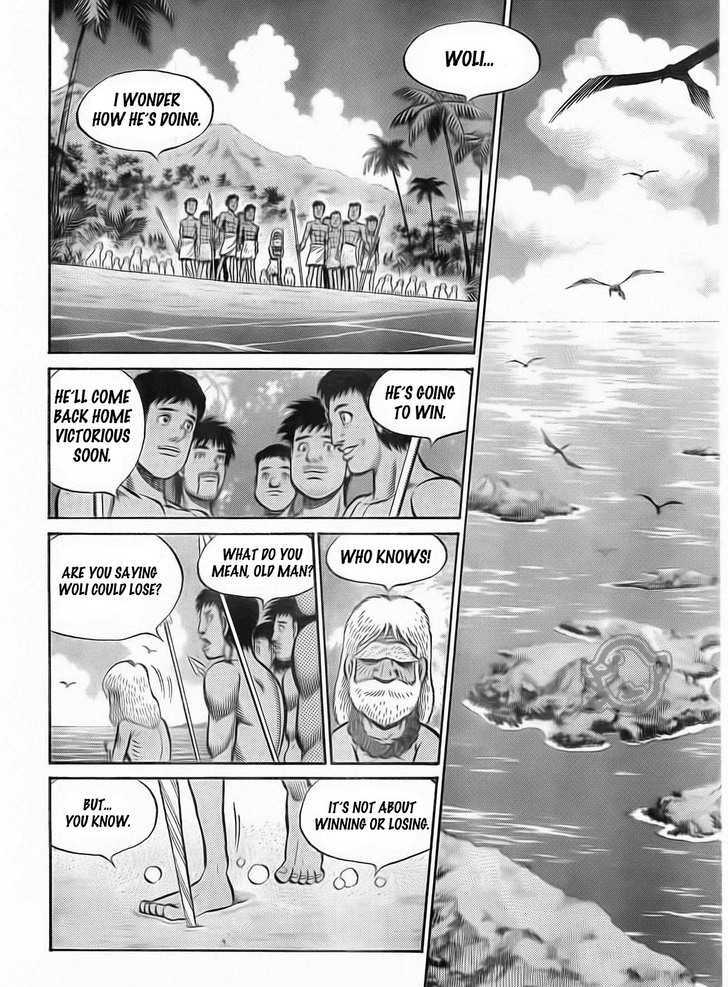 WOLI...
I WONDER
HOW HE'S DOING.
HE'S GOING
TO WIN.
HE'LL COME
BACK HOME
VICTORIOUS
SOON.
WHO KNOWS!
WHAT DO YOU
MEAN, OLD MAN?
ARE YOU SAYING
WOLI COULD LOSE?
IT'S NOT ABOUT
WINNING OR LOSING.
BUT...
YOU KNOW.